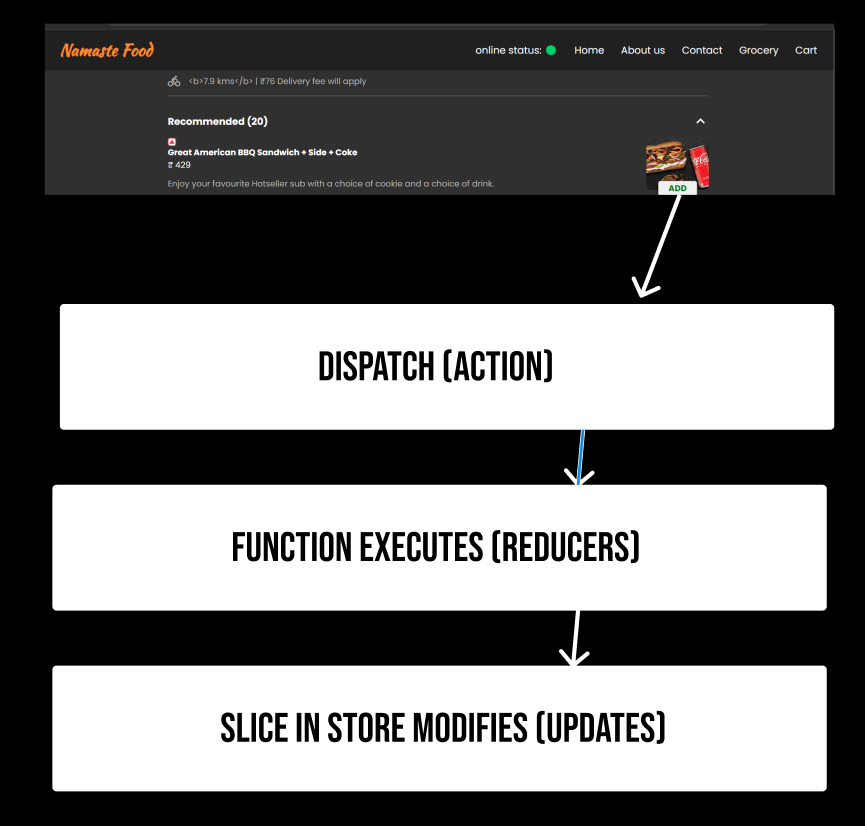 Namaste Food
online status: Home About us Contact Grocery Cart
<b>7.9 kms</b> | ₹76 Delivery fee will apply
Recommended (20)
Great American BBQ Sandwich + Side + Coke
₹ 429
Enjoy your favourite Hotseller sub with a choice of cookie and a choice of drink.
ADD
DISPATCH (ACTION)
FUNCTION EXECUTES (REDUCERS)
SLICE IN STORE MODIFIES (UPDATES)